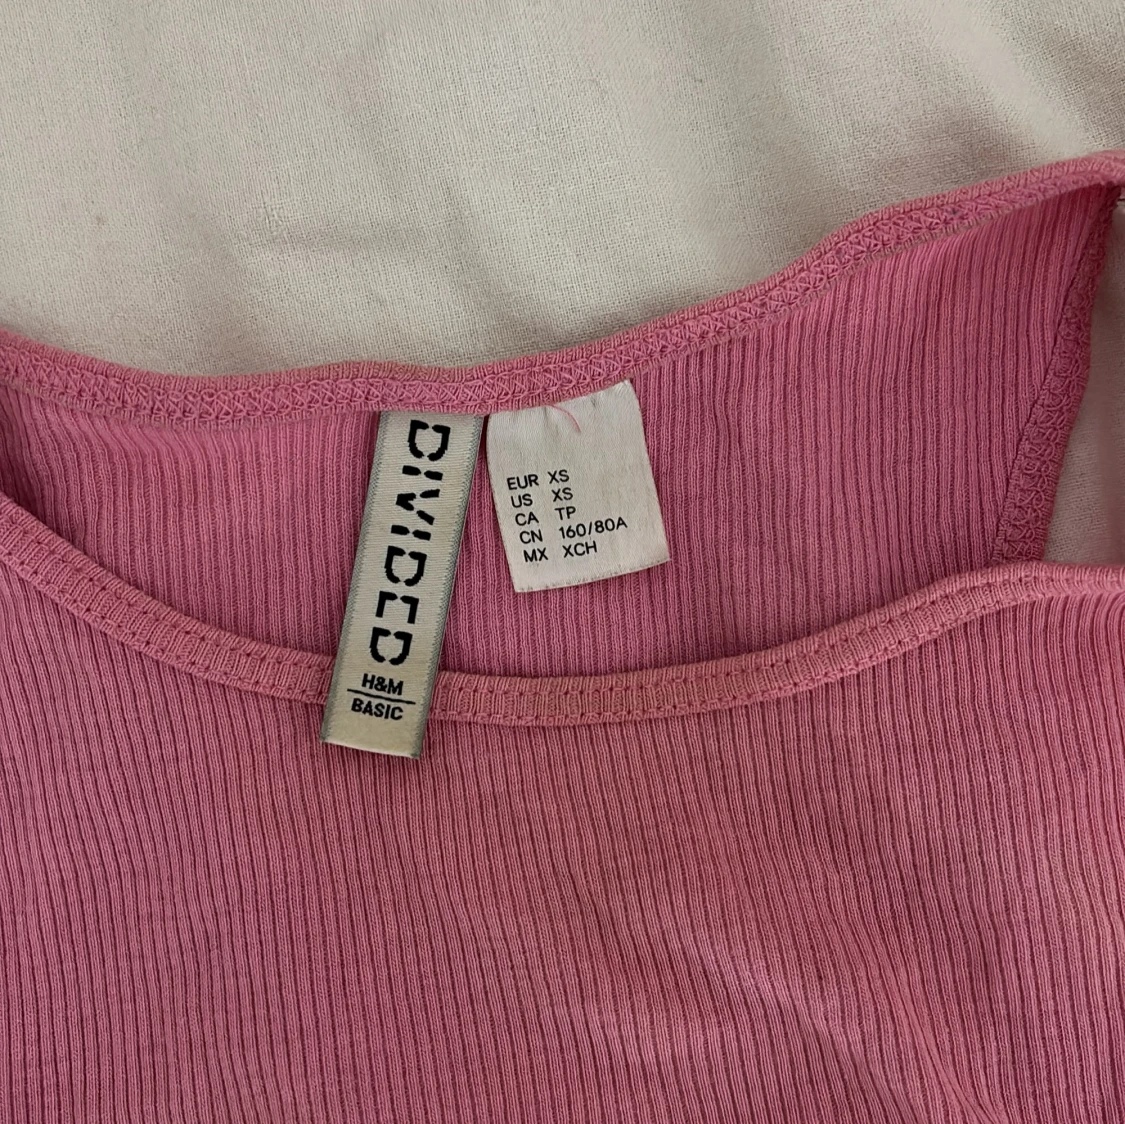 DIVIDED
H&M
BASIC
EUR XS
US XS
CA TP
CN 160/80A
MX XCH